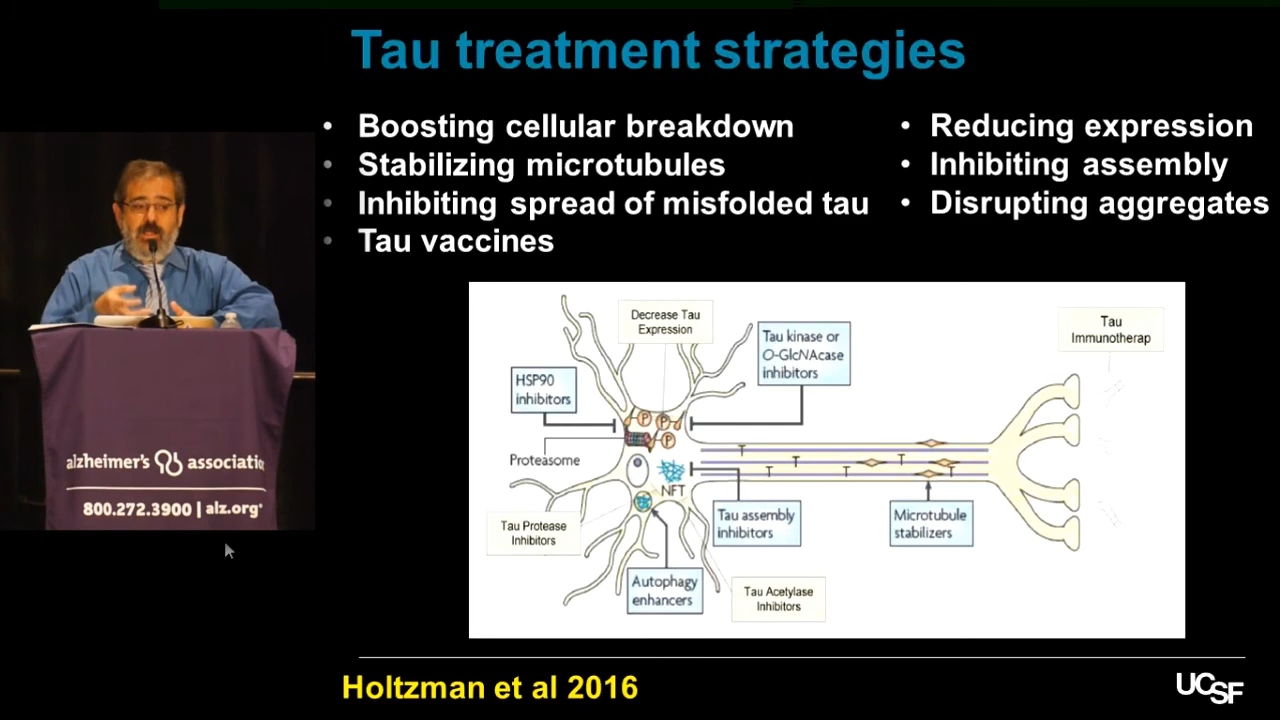 Tau treatment strategies
• Boosting cellular breakdown
• Stabilizing microtubules
• Inhibiting spread of misfolded tau
• Tau vaccines
• Reducing expression
• Inhibiting assembly
• Disrupting aggregates
Decrease Tau
Expression
Tau kinase or
O-GlcNAcase
inhibitors
Tau
Immunotherap
HSP90
inhibitors
P
P
P
Proteasome
NFT
Tau Protease
Inhibitors
Tau assembly
inhibitors
Microtubule
stabilizers
Autophagy
enhancers
Tau Acetylase
Inhibitors
alzheimer's associatio
800.272.3900 | alz.org®
Holtzman et al 2016
UCSF